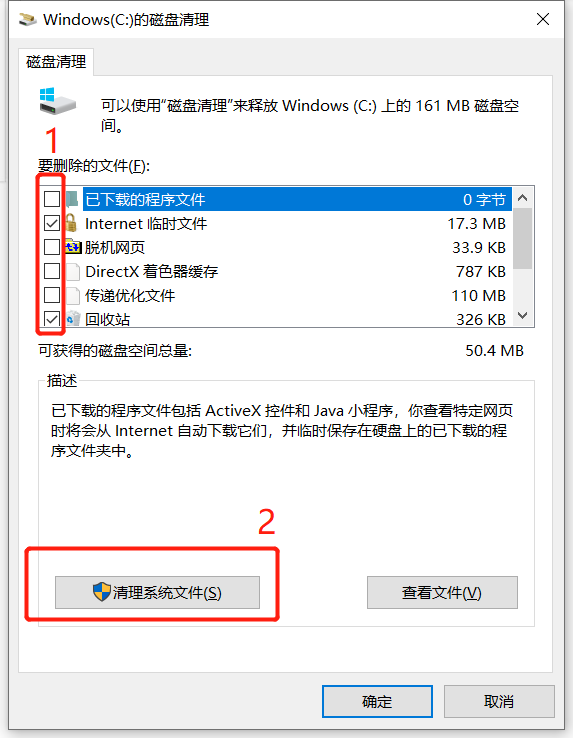 Windows(C:)的磁盘清理
磁盘清理
可以使用“磁盘清理”来释放 Windows (C:) 上的 161 MB 磁盘空
间。
1
要删除的文件(F):
已下载的程序文件 0 字节
Internet 临时文件 17.3 MB
脱机网页 33.9 KB
DirectX 着色器缓存 787 KB
传递优化文件 110 MB
回收站 326 KB
可获得的磁盘空间总量: 50.4 MB
描述
已下载的程序文件包括 ActiveX 控件和 Java 小程序，你查看特定网页
时将会从 Internet 自动下载它们，并临时保存在硬盘上的已下载的程
序文件夹中。
2
清理系统文件(S) 查看文件(V)
确定 取消